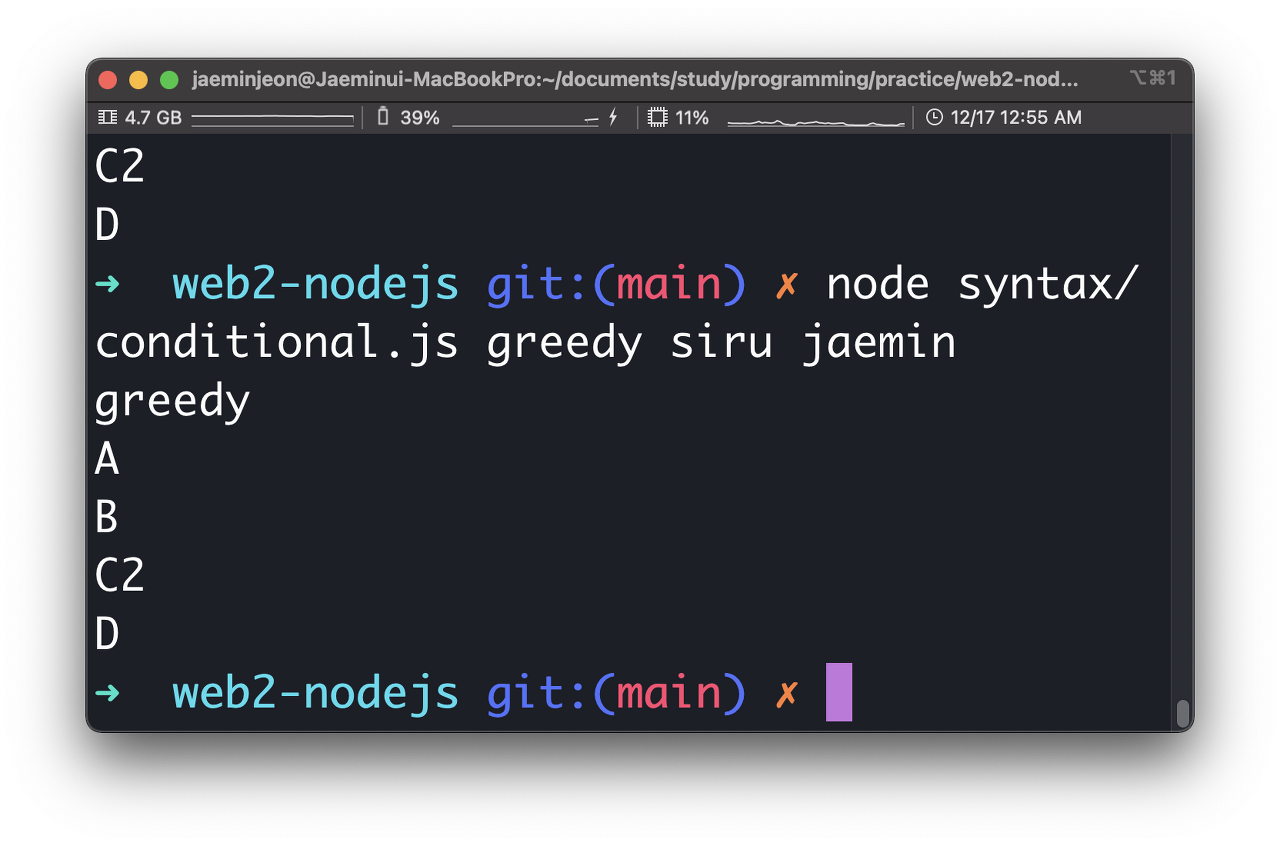 jaeminjeon@Jaeminui-MacBookPro:~/documents/study/programming/practice/web2-nod... ⌥⌘1
4.7 GB 39% 11% 12/17 12:55 AM
C2
D
➜ web2-nodejs git:(main) ✗ node syntax/
conditional.js greedy siru jaemin
greedy
A
B
C2
D
➜ web2-nodejs git:(main) ✗